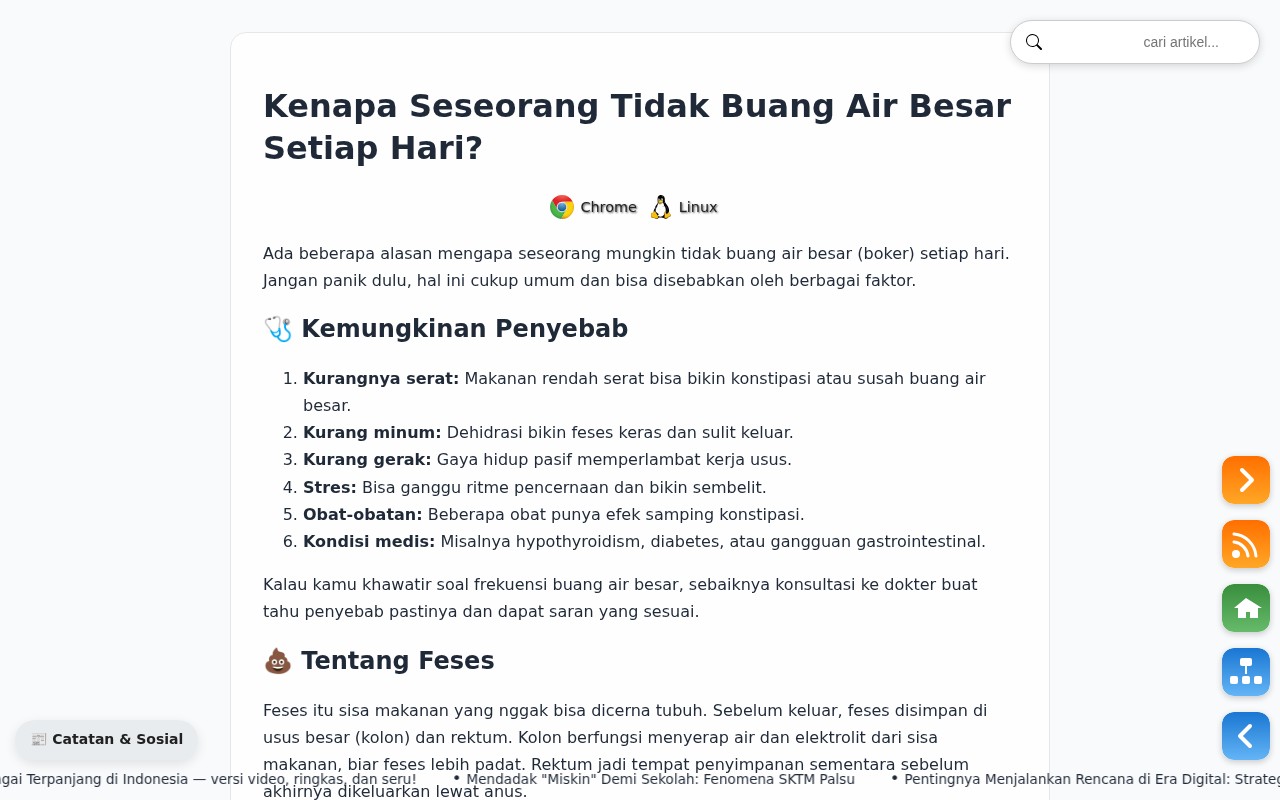 cari artikel...
Kenapa Seseorang Tidak Buang Air Besar
Setiap Hari?
Chrome Linux
Ada beberapa alasan mengapa seseorang mungkin tidak buang air besar (boker) setiap hari.
Jangan panik dulu, hal ini cukup umum dan bisa disebabkan oleh berbagai faktor.
🩺 Kemungkinan Penyebab
1. Kurangnya serat: Makanan rendah serat bisa bikin konstipasi atau susah buang air
besar.
2. Kurang minum: Dehidrasi bikin feses keras dan sulit keluar.
3. Kurang gerak: Gaya hidup pasif memperlambat kerja usus.
4. Stres: Bisa ganggu ritme pencernaan dan bikin sembelit.
5. Obat-obatan: Beberapa obat punya efek samping konstipasi.
6. Kondisi medis: Misalnya hypothyroidism, diabetes, atau gangguan gastrointestinal.
Kalau kamu khawatir soal frekuensi buang air besar, sebaiknya konsultasi ke dokter buat
tahu penyebab pastinya dan dapat saran yang sesuai.
💩 Tentang Feses
Feses itu sisa makanan yang nggak bisa dicerna tubuh. Sebelum keluar, feses disimpan di
usus besar (kolon) dan rektum. Kolon berfungsi menyerap air dan elektrolit dari sisa
makanan, biar feses lebih padat. Rektum jadi tempat penyimpanan sementara sebelum
akhirnya dikeluarkan lewat anus.
📰 Catatan & Sosial
gai Terpanjang di Indonesia — versi video, ringkas, dan seru! • Mendadak "Miskin" Demi Sekolah: Fenomena SKTM Palsu • Pentingnya Menjalankan Rencana di Era Digital: Strateg